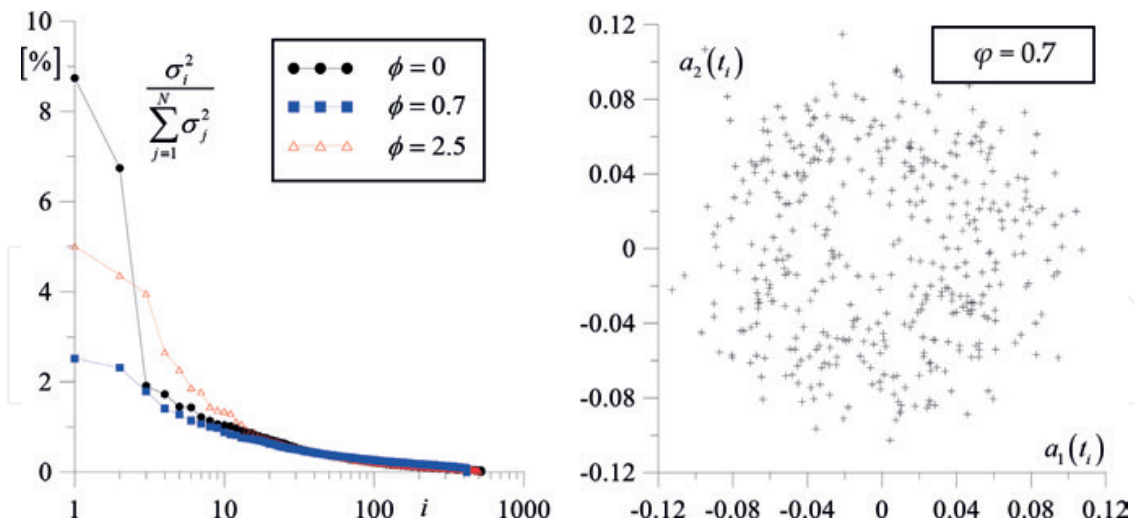 10
[%]
8
6
4
2
0
σ_i^2 / ∑_{j=1}^{N} σ_j^2
ϕ = 0
ϕ = 0.7
ϕ = 2.5
1 10 i 100 1000
0.12
0.08
0.04
0
-0.04
-0.08
-0.12
a_2(t_i)
φ = 0.7
a_1(t_i)
-0.12 -0.08 -0.04 0 0.04 0.08 0.12